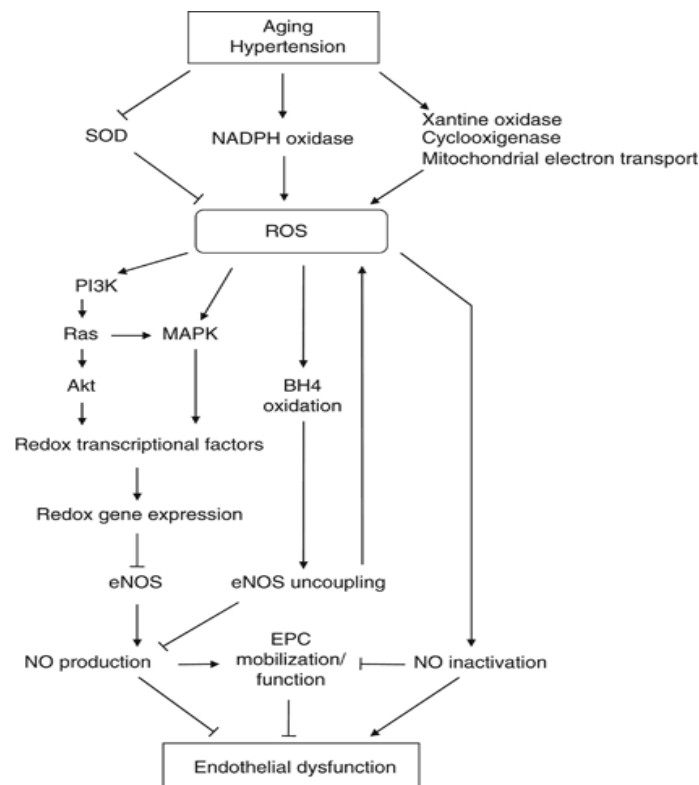 Aging
Hypertension
SOD
NADPH oxidase
Xantine oxidase
Cyclooxigenase
Mitochondrial electron transport
ROS
PI3K
Ras
MAPK
Akt
BH4
oxidation
Redox transcriptional factors
Redox gene expression
eNOS
eNOS uncoupling
NO production
EPC
mobilization/
function
NO inactivation
Endothelial dysfunction